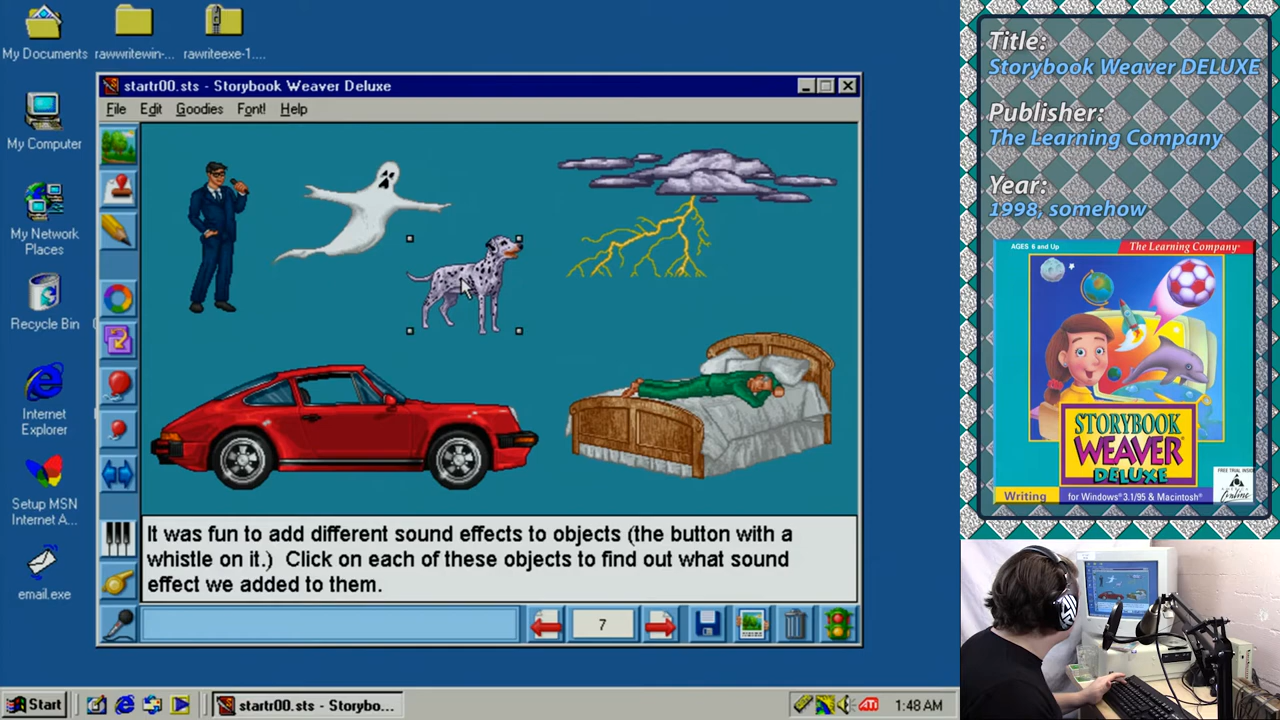 My Documents
rawwritewin-...
rawriteexe-1....
My Computer
My Network
Places
Recycle Bin
Internet
Explorer
Setup MSN
Internet A...
email.exe
startr00.sts - Storybook Weaver Deluxe
File Edit Goodies Font! Help
It was fun to add different sound effects to objects (the button with a
whistle on it.) Click on each of these objects to find out what sound
effect we added to them.
7
Start
startr00.sts - Storybo...
ATI
1:48 AM
Title:
Storybook Weaver DELUXE
Publisher:
The Learning Company
Year:
1998, somehow
AGES 6 and Up
The Learning Company
STORYBOOK
WEAVER
DELUXE
Writing
for Windows® 3.1/95 & Macintosh®